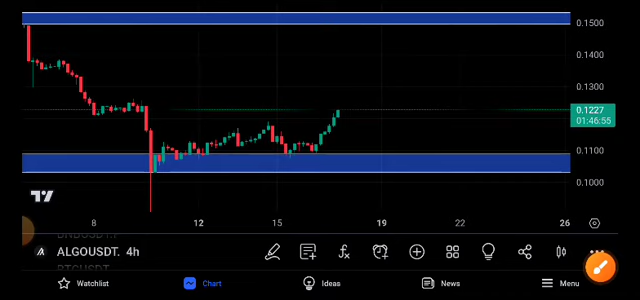 0.1500
0.1400
0.1300
0.1227
01:46:55
0.1100
0.1000
8 12 15 19 22 26
ALGOUSDT. 4h
Watchlist Chart Ideas News Menu